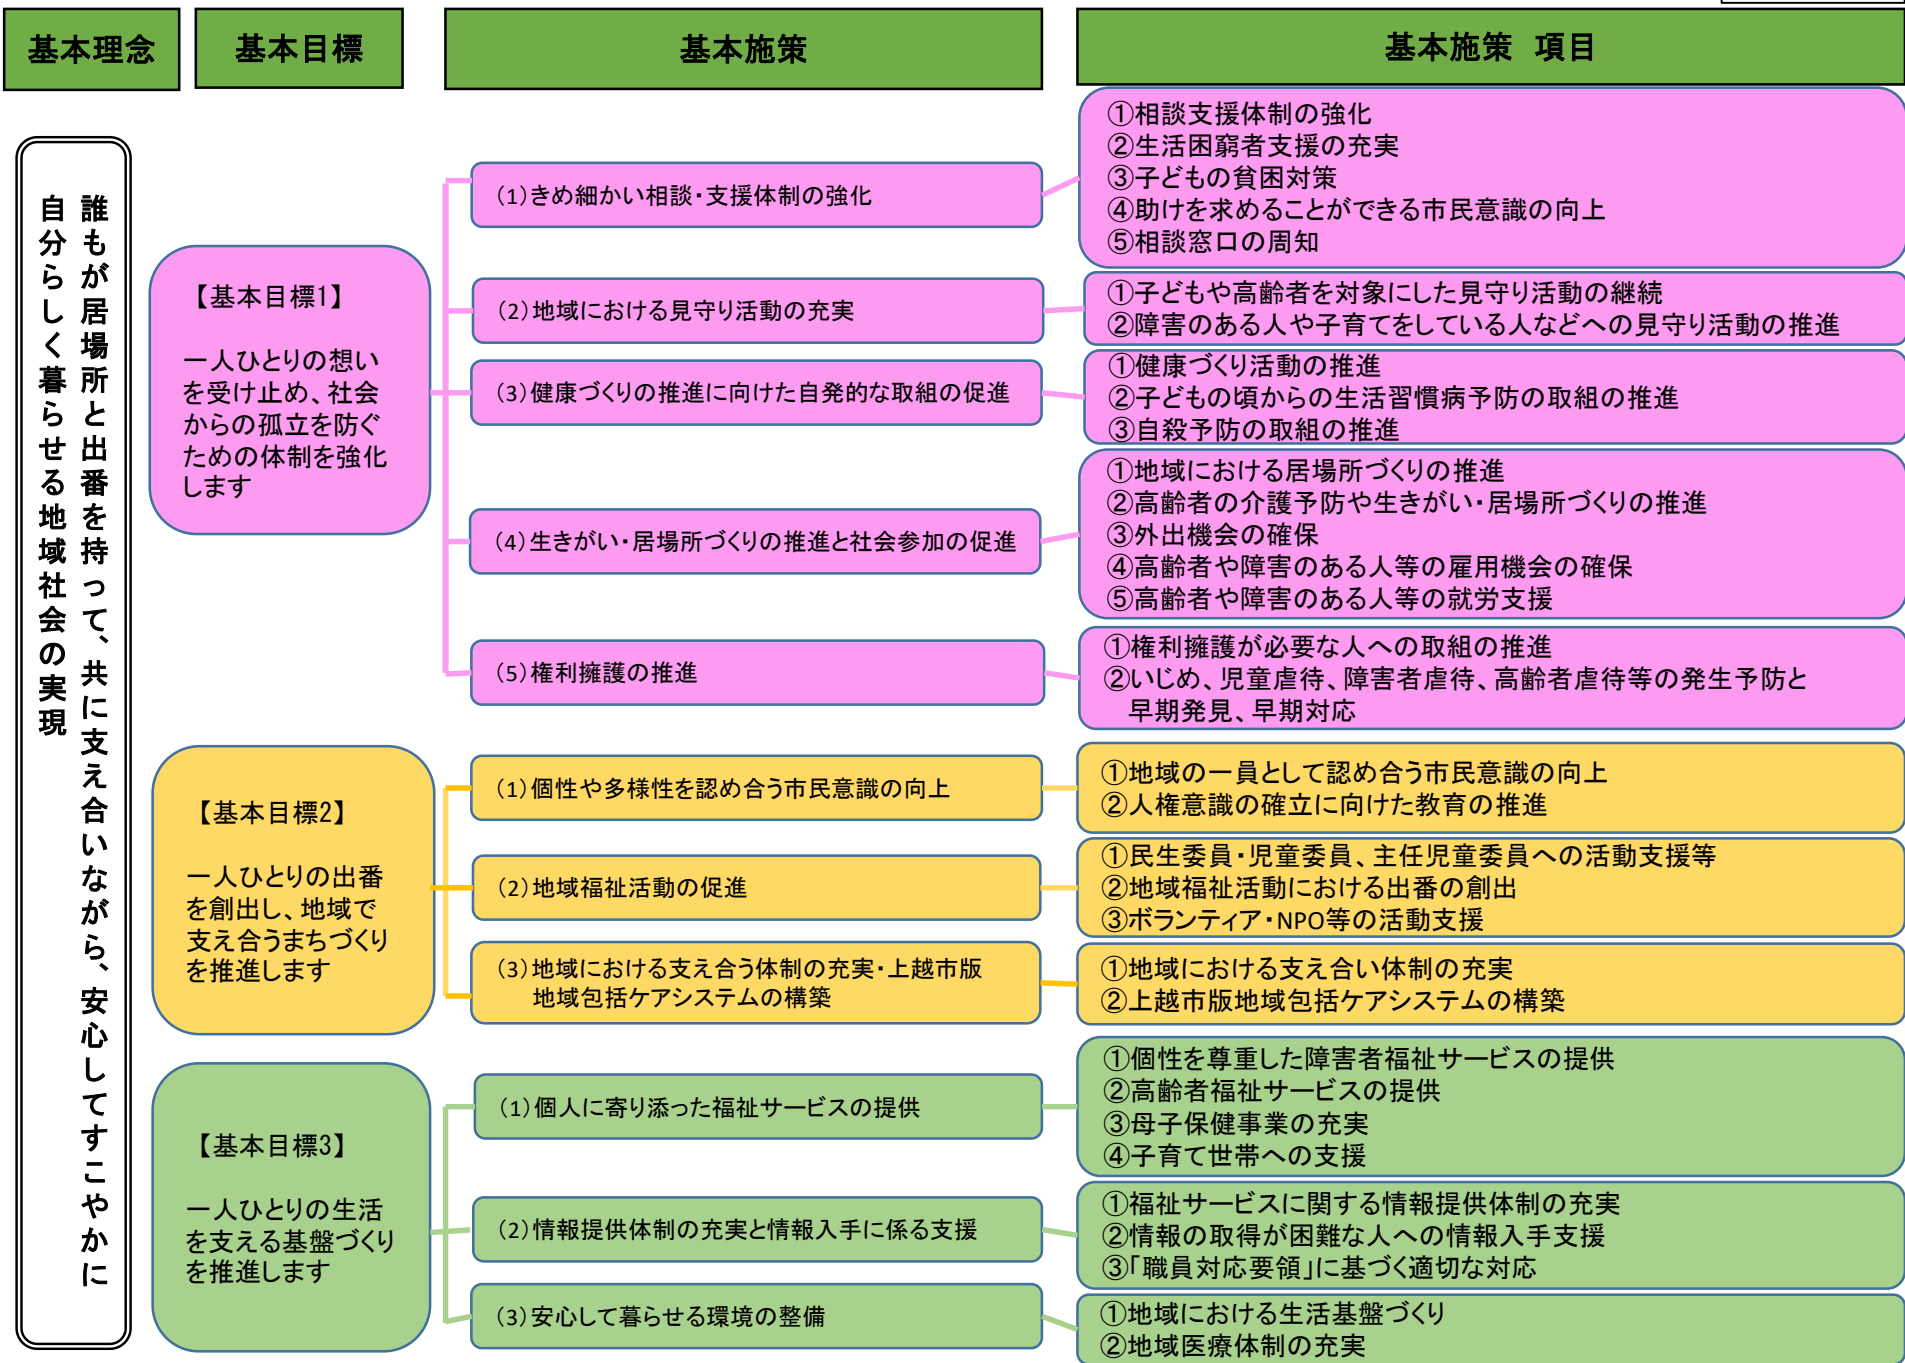 基本理念
基本目標
基本施策
基本施策 項目
誰もが居場所と出番を持って、共に支え合いながら、安心してすこやかに
自分らしく暮らせる地域社会の実現
【基本目標1】
一人ひとりの想い
を受け止め、社会
からの孤立を防ぐ
ための体制を強化
します
(1)きめ細かい相談・支援体制の強化
①相談支援体制の強化
②生活困窮者支援の充実
③子どもの貧困対策
④助けを求めることができる市民意識の向上
⑤相談窓口の周知
(2)地域における見守り活動の充実
①子どもや高齢者を対象にした見守り活動の継続
②障害のある人や子育てをしている人などへの見守り活動の推進
(3)健康づくりの推進に向けた自発的な取組の促進
①健康づくり活動の推進
②子どもの頃からの生活習慣病予防の取組の推進
③自殺予防の取組の推進
(4)生きがい・居場所づくりの推進と社会参加の促進
①地域における居場所づくりの推進
②高齢者の介護予防や生きがい・居場所づくりの推進
③外出機会の確保
④高齢者や障害のある人等の雇用機会の確保
⑤高齢者や障害のある人等の就労支援
(5)権利擁護の推進
①権利擁護が必要な人への取組の推進
②いじめ、児童虐待、障害者虐待、高齢者虐待等の発生予防と
早期発見、早期対応
【基本目標2】
一人ひとりの出番
を創出し、地域で
支え合うまちづくり
を推進します
(1)個性や多様性を認め合う市民意識の向上
①地域の一員として認め合う市民意識の向上
②人権意識の確立に向けた教育の推進
(2)地域福祉活動の促進
①民生委員・児童委員、主任児童委員への活動支援等
②地域福祉活動における出番の創出
③ボランティア・NPO等の活動支援
(3)地域における支え合う体制の充実・上越市版
地域包括ケアシステムの構築
①地域における支え合い体制の充実
②上越市版地域包括ケアシステムの構築
【基本目標3】
一人ひとりの生活
を支える基盤づくり
を推進します
(1)個人に寄り添った福祉サービスの提供
①個性を尊重した障害者福祉サービスの提供
②高齢者福祉サービスの提供
③母子保健事業の充実
④子育て世帯への支援
(2)情報提供体制の充実と情報入手に係る支援
①福祉サービスに関する情報提供体制の充実
②情報の取得が困難な人への情報入手支援
③「職員対応要領」に基づく適切な対応
(3)安心して暮らせる環境の整備
①地域における生活基盤づくり
②地域医療体制の充実